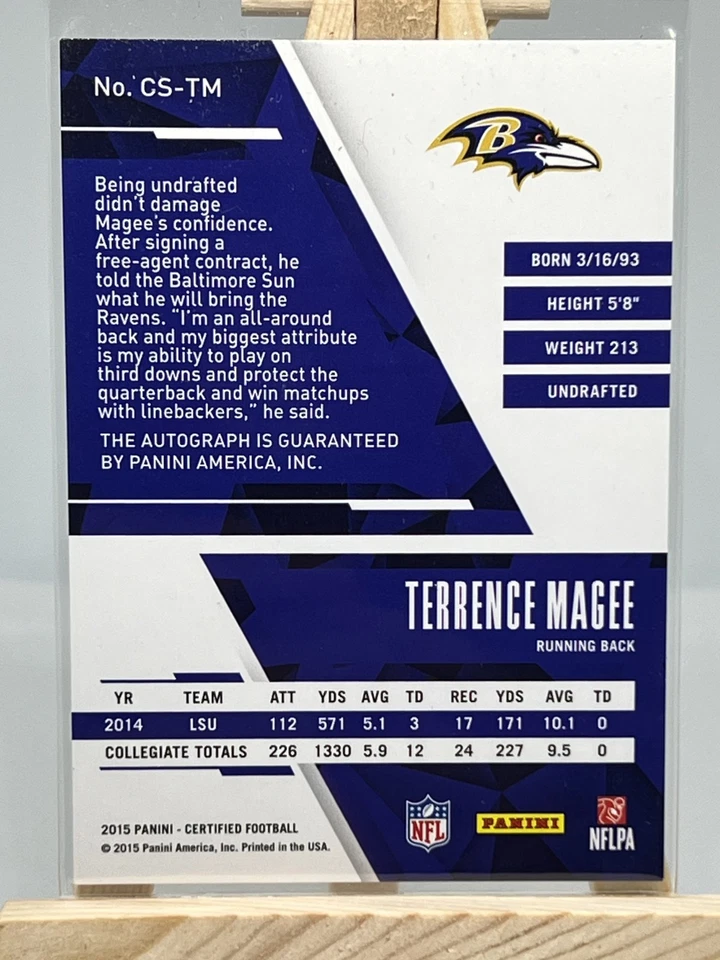 No. CS-TM
B
Being undrafted
didn't damage
Magee's confidence.
After signing a
free-agent contract, he
told the Baltimore Sun
what he will bring the
Ravens. “I'm an all-around
back and my biggest attribute
is my ability to play on
third downs and protect the
quarterback and win matchups
with linebackers,” he said.
THE AUTOGRAPH IS GUARANTEED
BY PANINI AMERICA, INC.
BORN 3/16/93
HEIGHT 5'8"
WEIGHT 213
UNDRAFTED
TERRENCE MAGEE
RUNNING BACK
YR TEAM ATT YDS AVG TD REC YDS AVG TD
2014 LSU 112 571 5.1 3 17 171 10.1 0
COLLEGIATE TOTALS 226 1330 5.9 12 24 227 9.5 0
2015 PANINI - CERTIFIED FOOTBALL
© 2015 Panini America, Inc. Printed in the USA.
NFL
PANINI
NFLPA